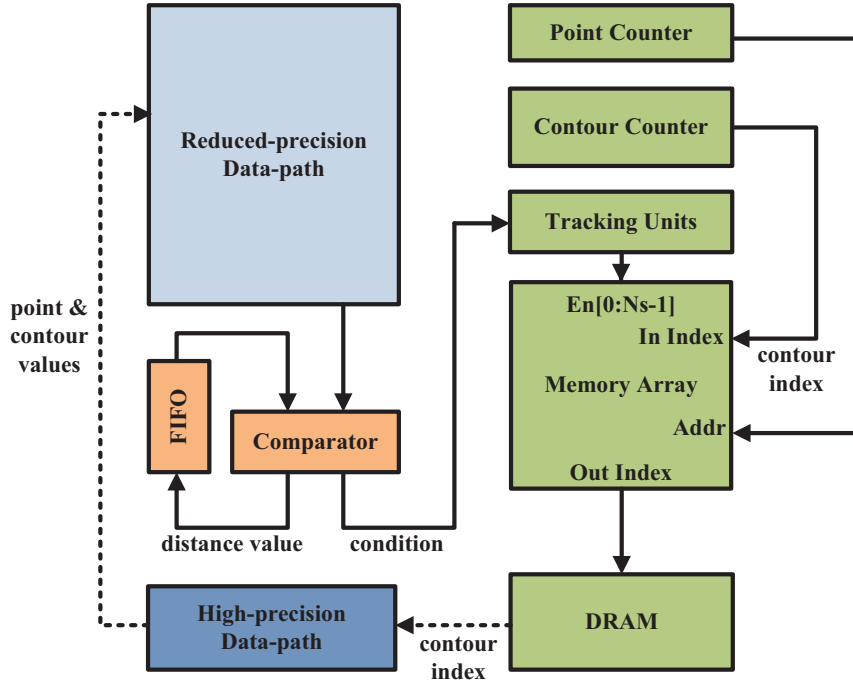 Point Counter
Contour Counter
Reduced-precision
Data-path
Tracking Units
En[0:Ns-1]
In Index
contour
index
Memory Array
Addr
Out Index
point &
contour
values
FIFO
Comparator
distance value
condition
High-precision
Data-path
contour
index
DRAM